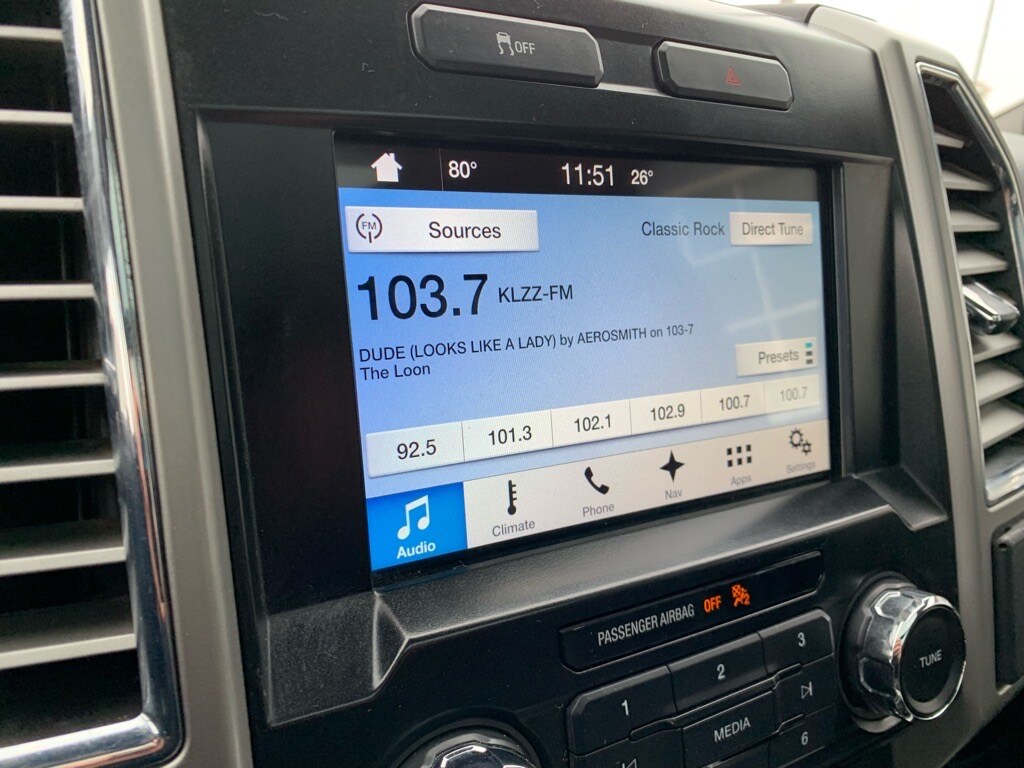 OFF
80° 11:51 26°
FM Sources Classic Rock Direct Tune
103.7 KLZZ-FM
DUDE (LOOKS LIKE A LADY) by AEROSMITH on 103-7
The Loon
Presets
92.5 101.3 102.1 102.9 100.7 100.7
Audio Climate Phone Nav Apps Settings
PASSENGER AIRBAG OFF 2
1 2 3
MEDIA 6
TUNE